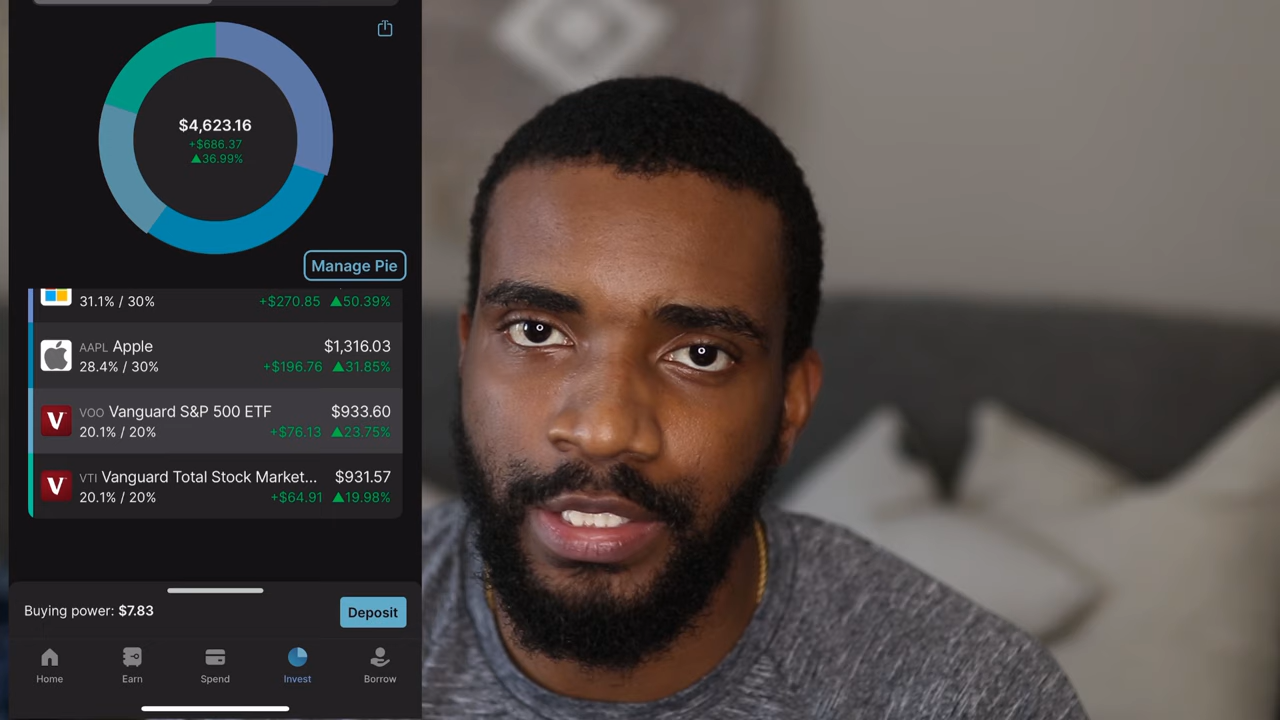 $4,623.16
+$686.37
▲36.99%
Manage Pie
31.1% / 30% +$270.85 ▲50.39%
AAPL Apple $1,316.03
28.4% / 30% +$196.76 ▲31.85%
VOO Vanguard S&P 500 ETF $933.60
20.1% / 20% +$76.13 ▲23.75%
VTI Vanguard Total Stock Market... $931.57
20.1% / 20% +$64.91 ▲19.98%
Buying power: $7.83 Deposit
Home Earn Spend Invest Borrow